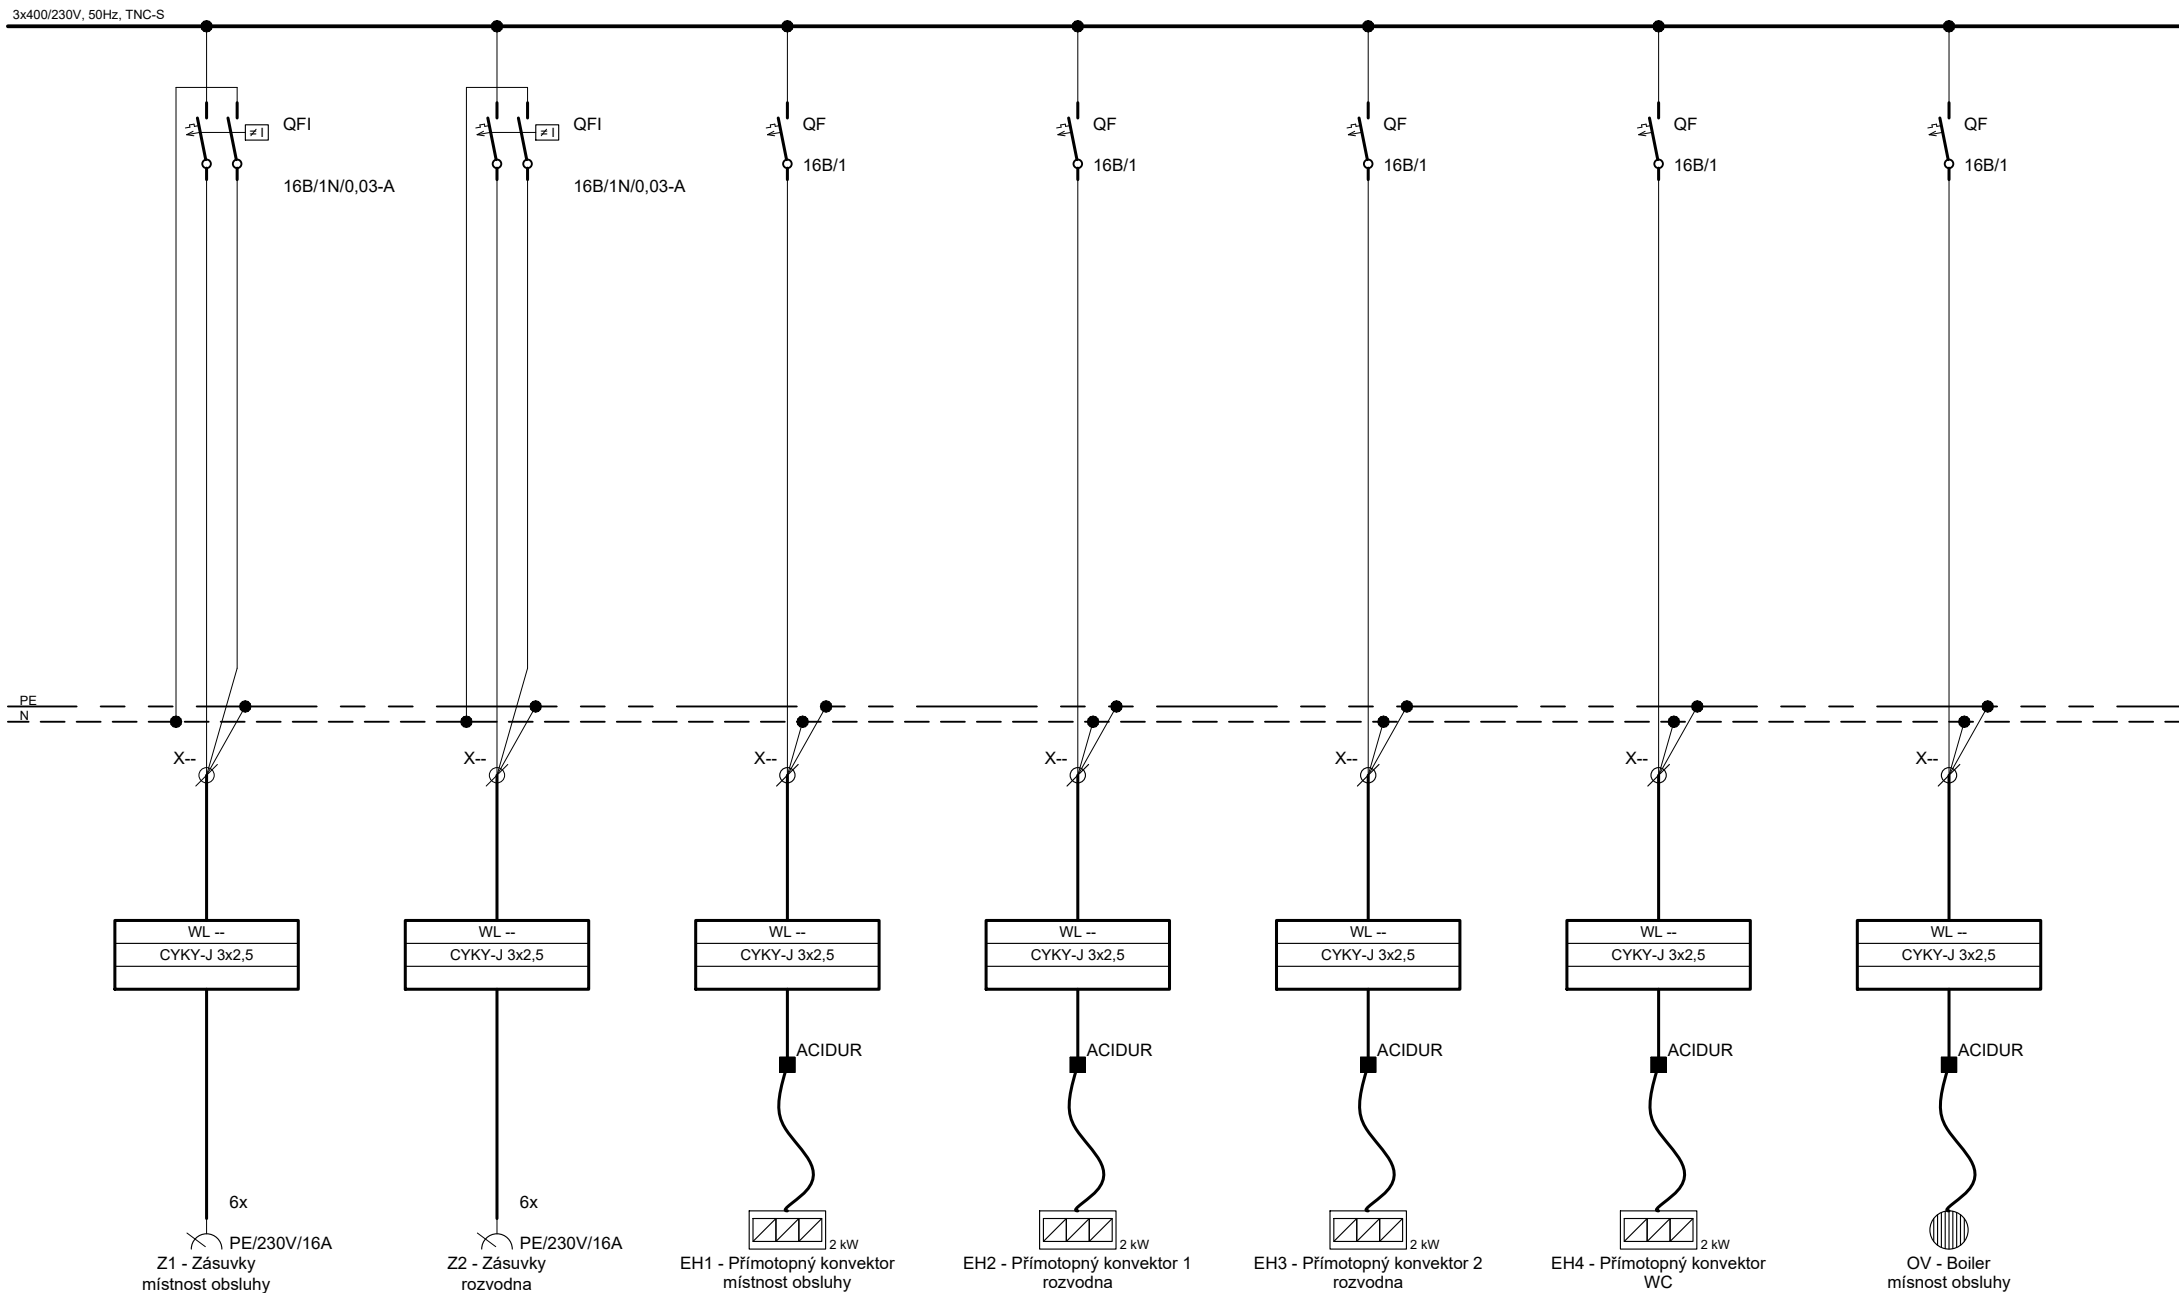 3x400/230V, 50Hz, TNC-S
≠ I
QFI
16B/1N/0,03-A
≠ I
QFI
16B/1N/0,03-A
QF
16B/1
QF
16B/1
QF
16B/1
QF
16B/1
QF
16B/1
PE
N
X--
X--
X--
X--
X--
X--
X--
WL --
CYKY-J 3x2,5
WL --
CYKY-J 3x2,5
WL --
CYKY-J 3x2,5
WL --
CYKY-J 3x2,5
WL --
CYKY-J 3x2,5
WL --
CYKY-J 3x2,5
WL --
CYKY-J 3x2,5
ACIDUR
ACIDUR
ACIDUR
ACIDUR
ACIDUR
6x
PE/230V/16A
Z1 - Zásuvky
místnost obsluhy
6x
PE/230V/16A
Z2 - Zásuvky
rozvodna
2 kW
EH1 - Přímotopný konvektor
místnost obsluhy
2 kW
EH2 - Přímotopný konvektor 1
rozvodna
2 kW
EH3 - Přímotopný konvektor 2
rozvodna
2 kW
EH4 - Přímotopný konvektor
WC
OV - Boiler
mísnost obsluhy